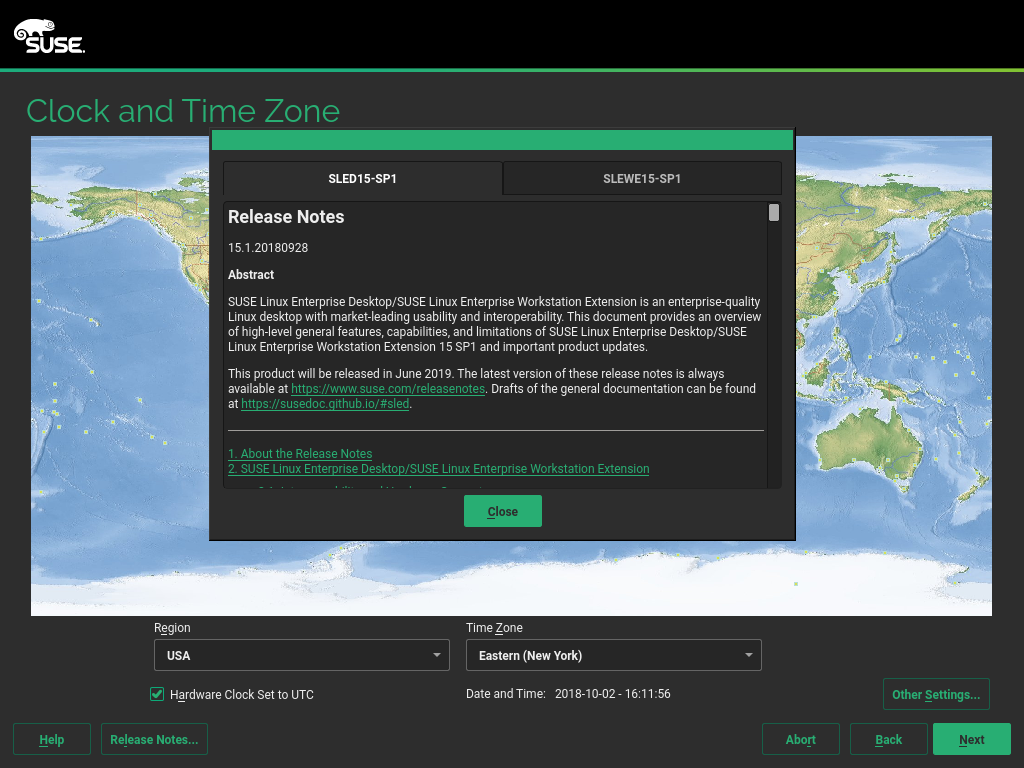 SUSE
Clock and Time Zone
SLED15-SP1
SLEWE15-SP1
Release Notes
15.1.20180928
Abstract
SUSE Linux Enterprise Desktop/SUSE Linux Enterprise Workstation Extension is an enterprise-quality
Linux desktop with market-leading usability and interoperability. This document provides an overview
of high-level general features, capabilities, and limitations of SUSE Linux Enterprise Desktop/SUSE
Linux Enterprise Workstation Extension 15 SP1 and important product updates.
This product will be released in June 2019. The latest version of these release notes is always
available at https://www.suse.com/releasenotes. Drafts of the general documentation can be found
at https://susedoc.github.io/#sled.
1. About the Release Notes
2. SUSE Linux Enterprise Desktop/SUSE Linux Enterprise Workstation Extension
Close
Region
Time Zone
USA
Eastern (New York)
Hardware Clock Set to UTC
Date and Time: 2018-10-02 - 16:11:56
Other Settings...
Help
Release Notes...
Abort
Back
Next